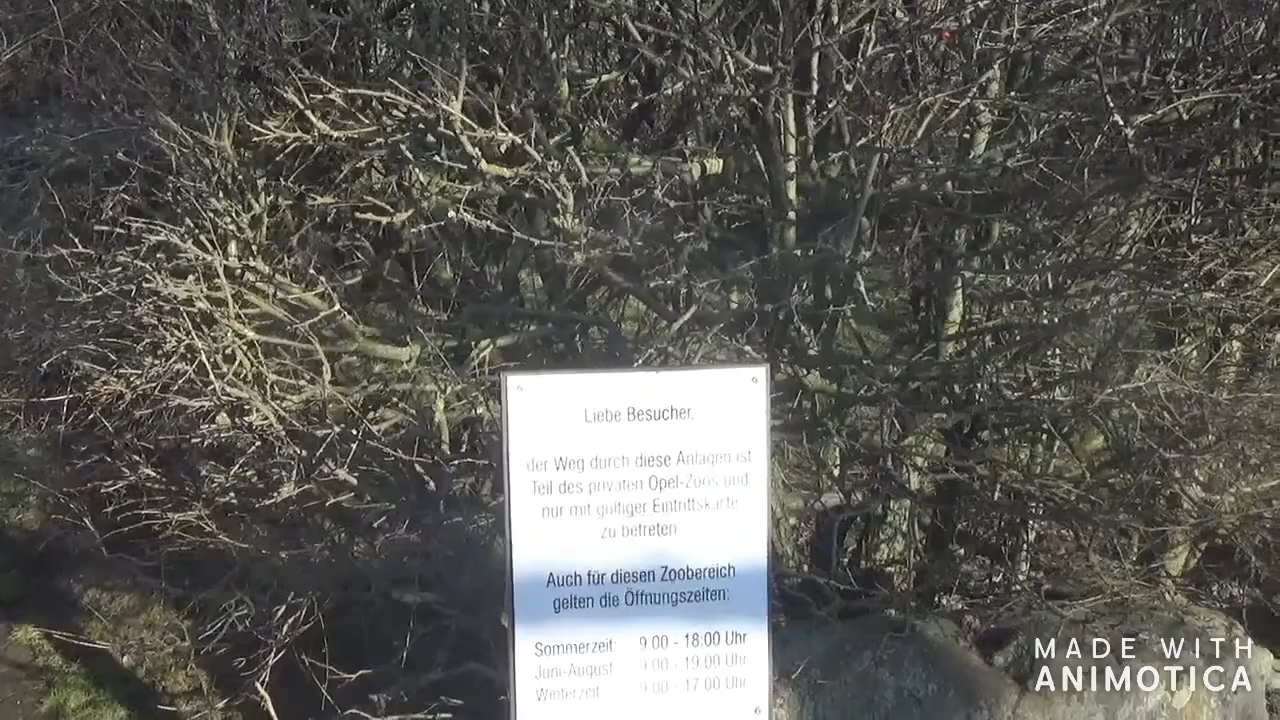 Liebe Besucher,
der Weg durch diese Anlagen ist
Teil des privaten Opel-Zoos und
nur mit gültiger Eintrittskarte
zu betreten
Auch für diesen Zoobereich
gelten die Öffnungszeiten:
Sommerzeit: 9.00 - 18:00 Uhr
Juni-August 9:00 - 19.00 Uhr
Winterzeit 9:00 - 17.00 Uhr
MADE WITH
ANIMOTICA